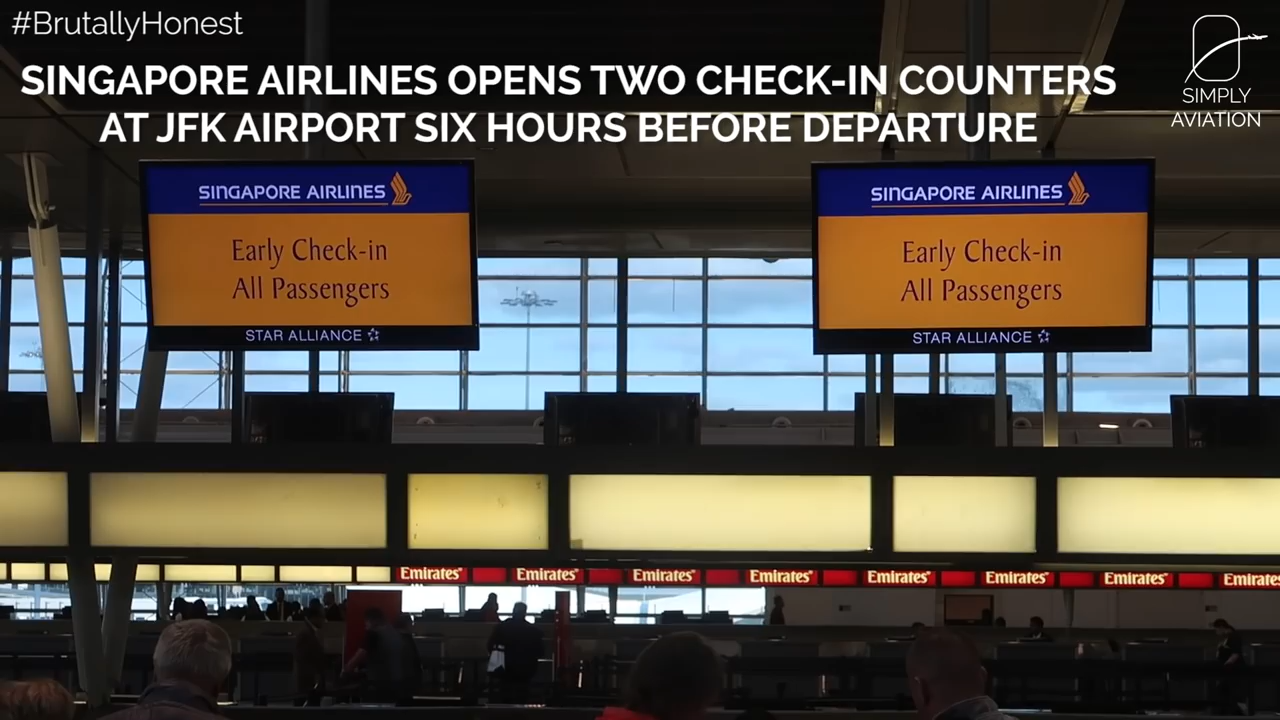 #BrutallyHonest
SINGAPORE AIRLINES OPENS TWO CHECK-IN COUNTERS
AT JFK AIRPORT SIX HOURS BEFORE DEPARTURE
SIMPLY
AVIATION
SINGAPORE AIRLINES
Early Check-in
All Passengers
STAR ALLIANCE
SINGAPORE AIRLINES
Early Check-in
All Passengers
STAR ALLIANCE
Emirates Emirates Emirates Emirates Emirates Emirates Emirates Emirates